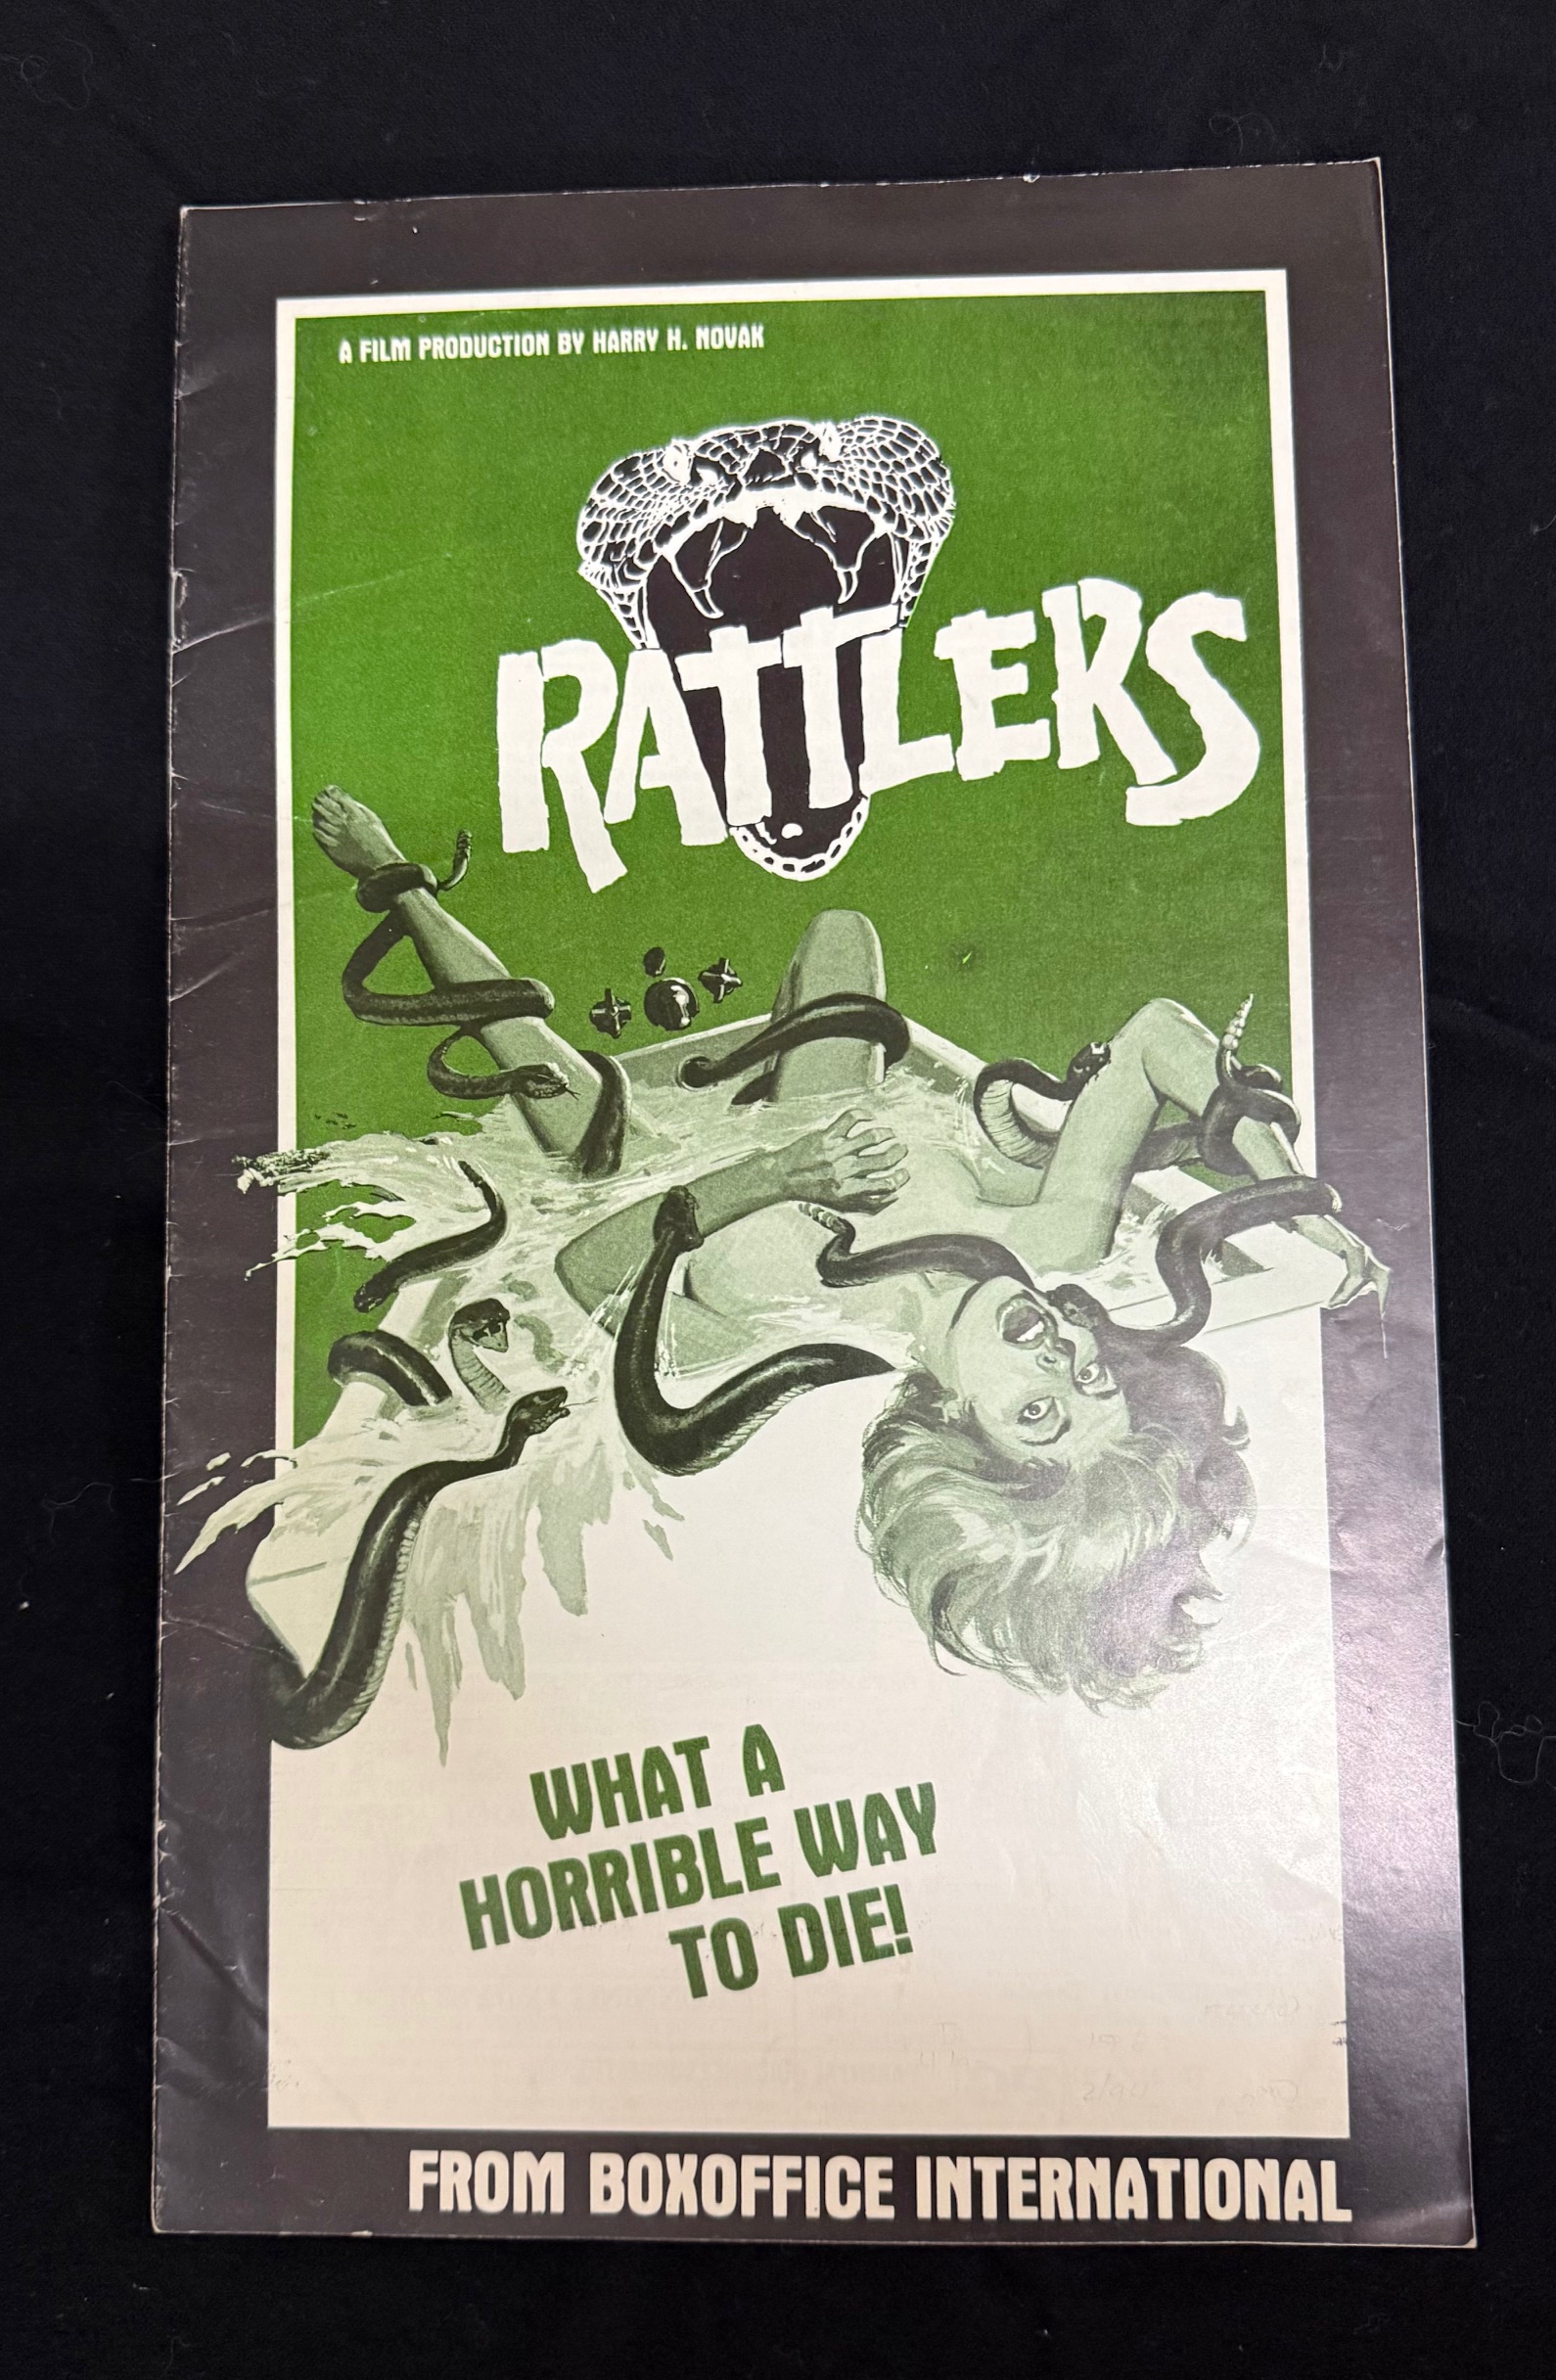 A FILM PRODUCTION BY HARRY H. NOVAK
RATTLERS
WHAT A
HORRIBLE WAY
TO DIE!
FROM BOXOFFICE INTERNATIONAL